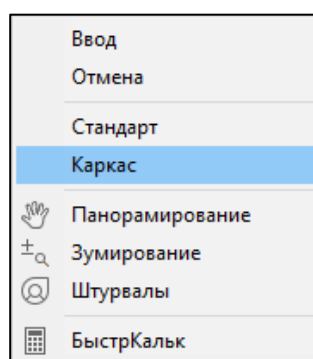 Ввод
Отмена
Стандарт
Каркас
Панорамирование
Зумирование
Штурвалы
БыстрКальк